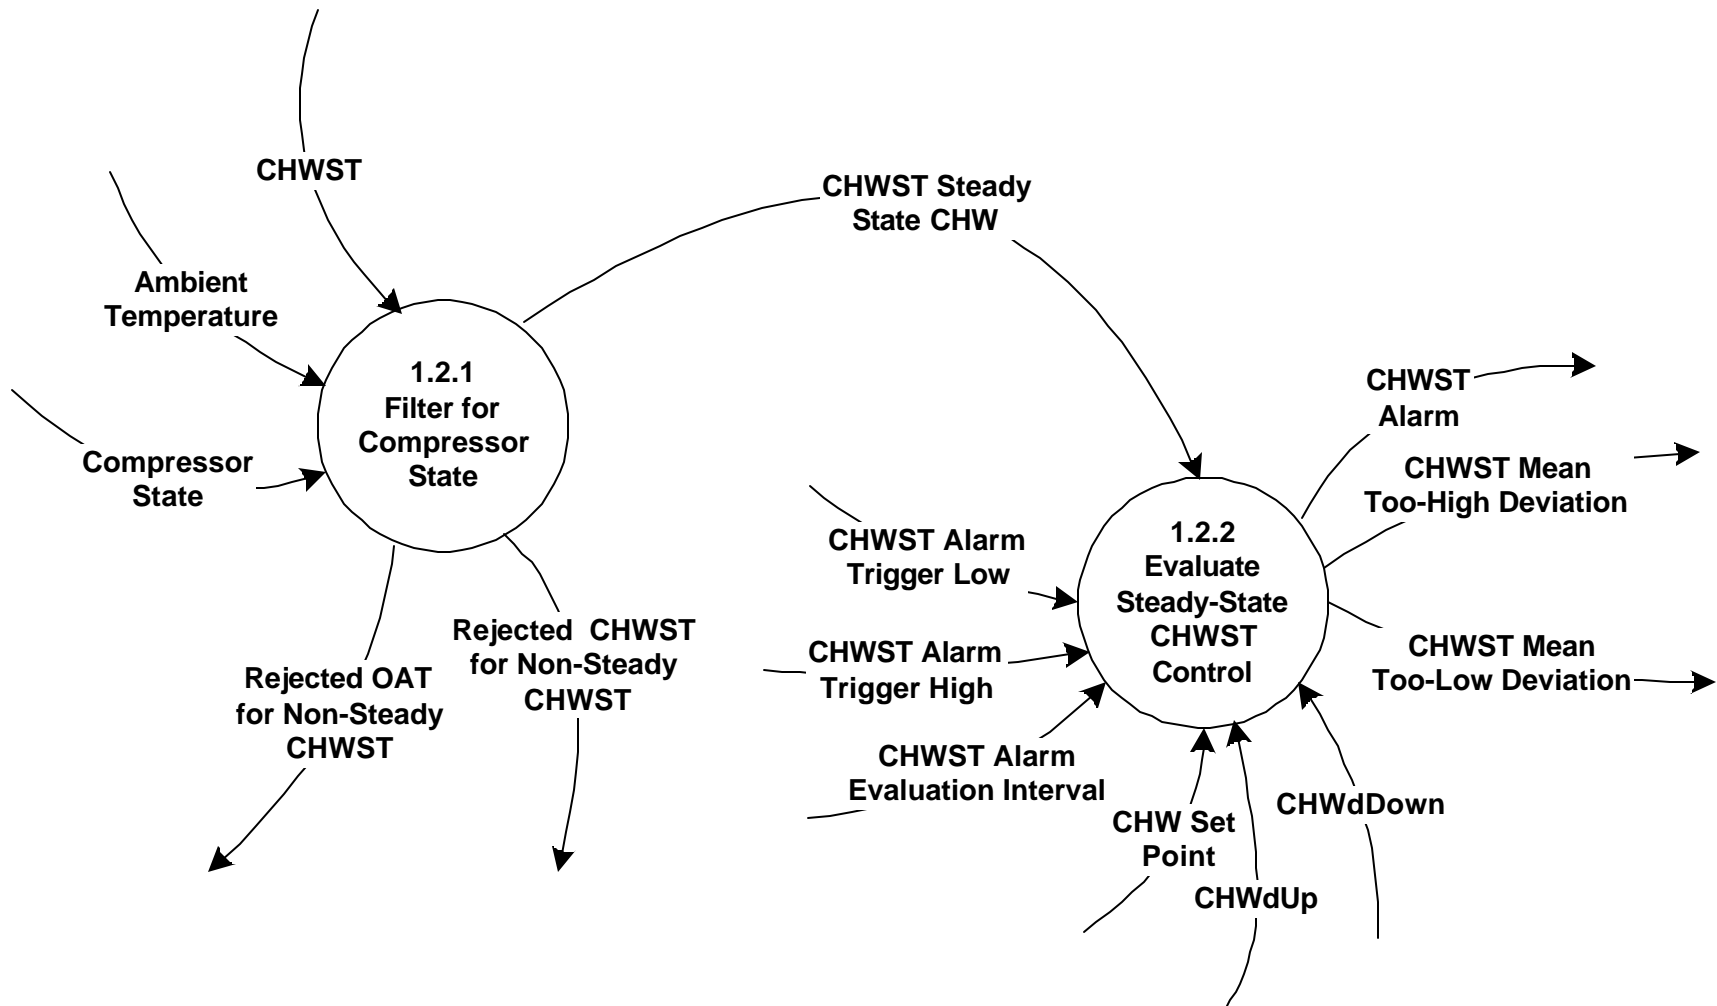 CHWST
Ambient
Temperature
Compressor
State
1.2.1
Filter for
Compressor
State
CHWST Steady
State CHW
Rejected OAT
for Non-Steady
CHWST
Rejected CHWST
for Non-Steady
CHWST
CHWST Alarm
Trigger Low
CHWST Alarm
Trigger High
CHWST Alarm
Evaluation Interval
CHW Set
Point
CHWdUp
CHWdDown
1.2.2
Evaluate
Steady-State
CHWST
Control
CHWST
Alarm
CHWST Mean
Too-High Deviation
CHWST Mean
Too-Low Deviation